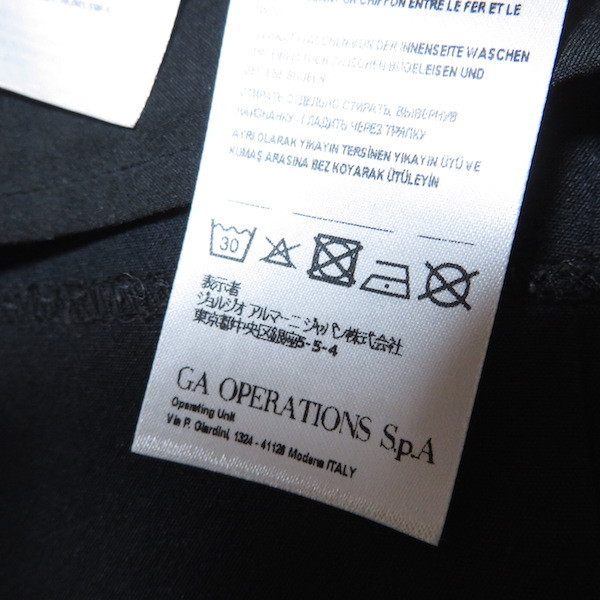 CHIFFON ENTRE LE FER ET LE
VON DER INNENSEITE WASCHEN
BÜGELEISEN UND
СТИРАТЬ ОТДЕЛЬНО СТИРАТЬ, ВЫВЕРНУВ
НАИЗНАНКУ - ГЛАДИТЬ ЧЕРЕЗ ТРЯПКУ
AYRI OLARAK YIKAYIN TERSINEN YIKAYIN ÜTÜ VE
KUMAŞ ARASINA BEZ KOYARAK ÜTÜLEYIN
30
表示者
ジョルジオ アルマーニ ジャパン株式会社
東京都中央区銀座5-5-4
GA OPERATIONS S.p.A
Operating Unit
Via P. Giardini, 1324 - 41126 Modena ITALY